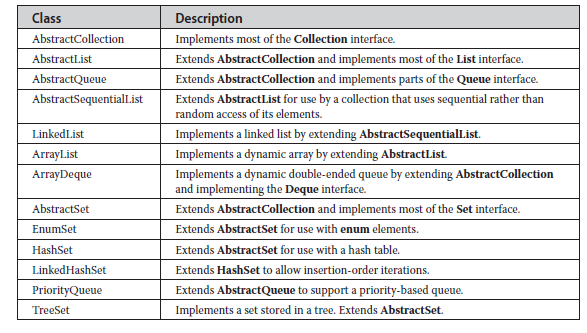 Class Description
AbstractCollection Implements most of the Collection interface.
AbstractList Extends AbstractCollection and implements most of the List interface.
AbstractQueue Extends AbstractCollection and implements parts of the Queue interface.
AbstractSequentialList Extends AbstractList for use by a collection that uses sequential rather than
random access of its elements.
LinkedList Implements a linked list by extending AbstractSequentialList.
ArrayList Implements a dynamic array by extending AbstractList.
ArrayDeque Implements a dynamic double-ended queue by extending AbstractCollection
and implementing the Deque interface.
AbstractSet Extends AbstractCollection and implements most of the Set interface.
EnumSet Extends AbstractSet for use with enum elements.
HashSet Extends AbstractSet for use with a hash table.
LinkedHashSet Extends HashSet to allow insertion-order iterations.
PriorityQueue Extends AbstractQueue to support a priority-based queue.
TreeSet Implements a set stored in a tree. Extends AbstractSet.